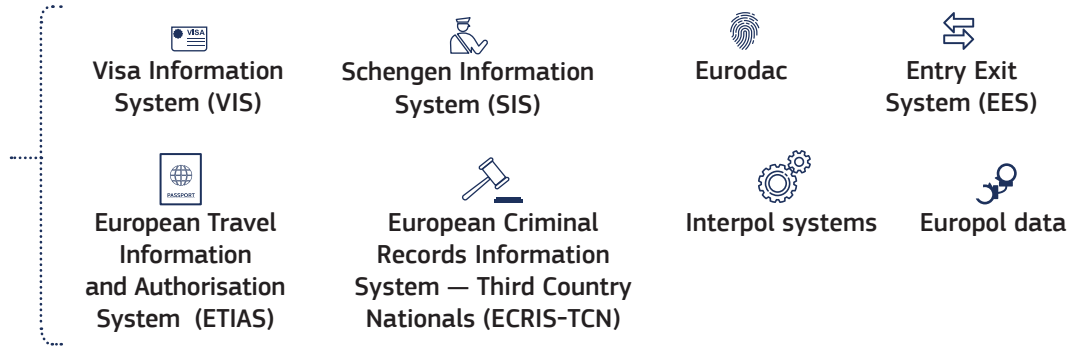 VISA
Visa Information
System (VIS)
Schengen Information
System (SIS)
Eurodac
Entry Exit
System (EES)
PASSPORT
European Travel
Information
and Authorisation
System (ETIAS)
European Criminal
Records Information
System — Third Country
Nationals (ECRIS-TCN)
Interpol systems
Europol data